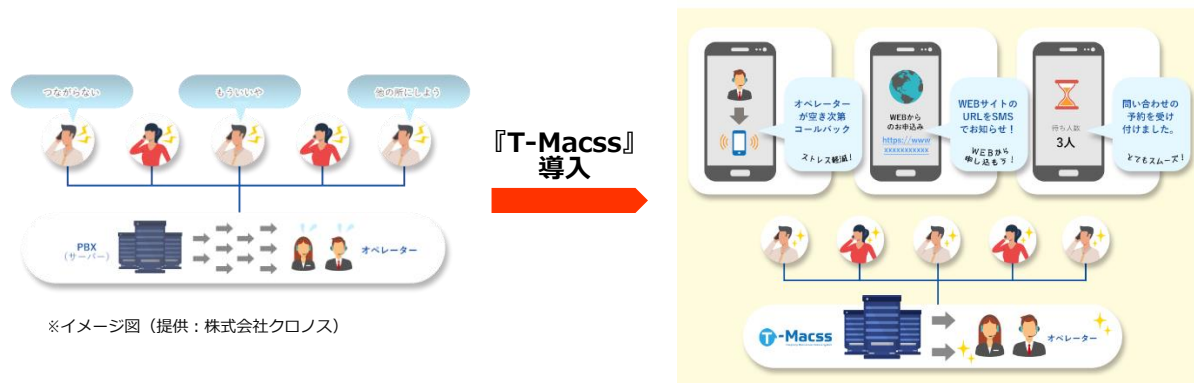 つながらない
もういいや
他の所にしよう
PBX
(サーバー)
オペレーター
※イメージ図（提供：株式会社クロノス）
『T-Macss』
導入
オペレーター
が空き次第
コールバック
ストレス軽減！
WEBから
のお申込み
https://www
xxxxxxxxxxx
WEBサイトの
URLをSMS
でお知らせ！
WEBから
申し込もう！
待ち人数
3人
問い合わせの
予約を受け
付けました。
とてもスムーズ！
T-Macss
オペレーター